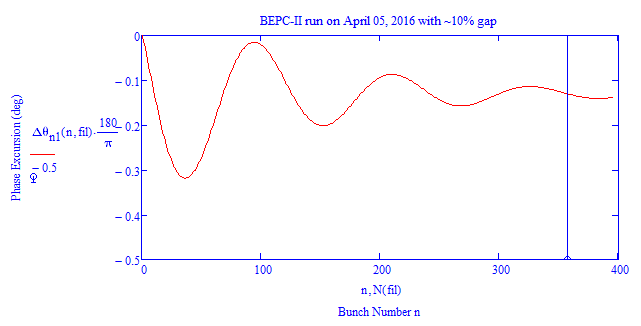 BEPC-II run on April 05, 2016 with ~10% gap
Phase Excursion (deg)
Δθn1(n, fil)·180/π
−0.5
0
−0.1
−0.2
−0.3
−0.4
−0.5
0 100 200 300 400
n, N(fil)
Bunch Number n